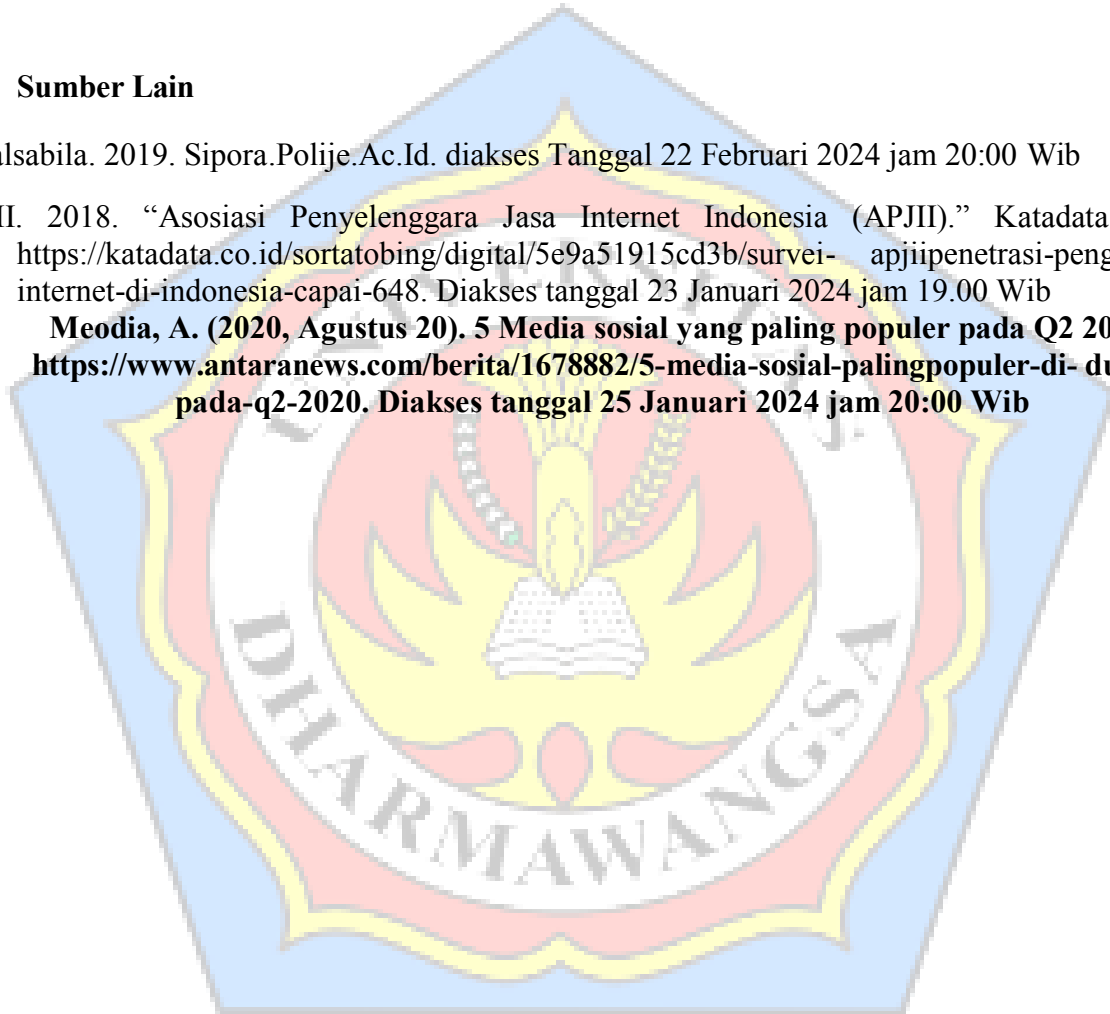 Sumber Lain
alsabila. 2019. Sipora.Polije.Ac.Id. diakses Tanggal 22 Februari 2024 jam 20:00 Wib
II. 2018. “Asosiasi Penyelenggara Jasa Internet Indonesia (APJII).” Katadata
https://katadata.co.id/sortatobing/digital/5e9a51915cd3b/survei- apjiipenetrasi-peng
internet-di-indonesia-capai-648. Diakses tanggal 23 Januari 2024 jam 19.00 Wib
Meodia, A. (2020, Agustus 20). 5 Media sosial yang paling populer pada Q2 20
https://www.antaranews.com/berita/1678882/5-media-sosial-palingpopuler-di- du
pada-q2-2020. Diakses tanggal 25 Januari 2024 jam 20:00 Wib
UNIVERSITAS
DHARMAWANGSA